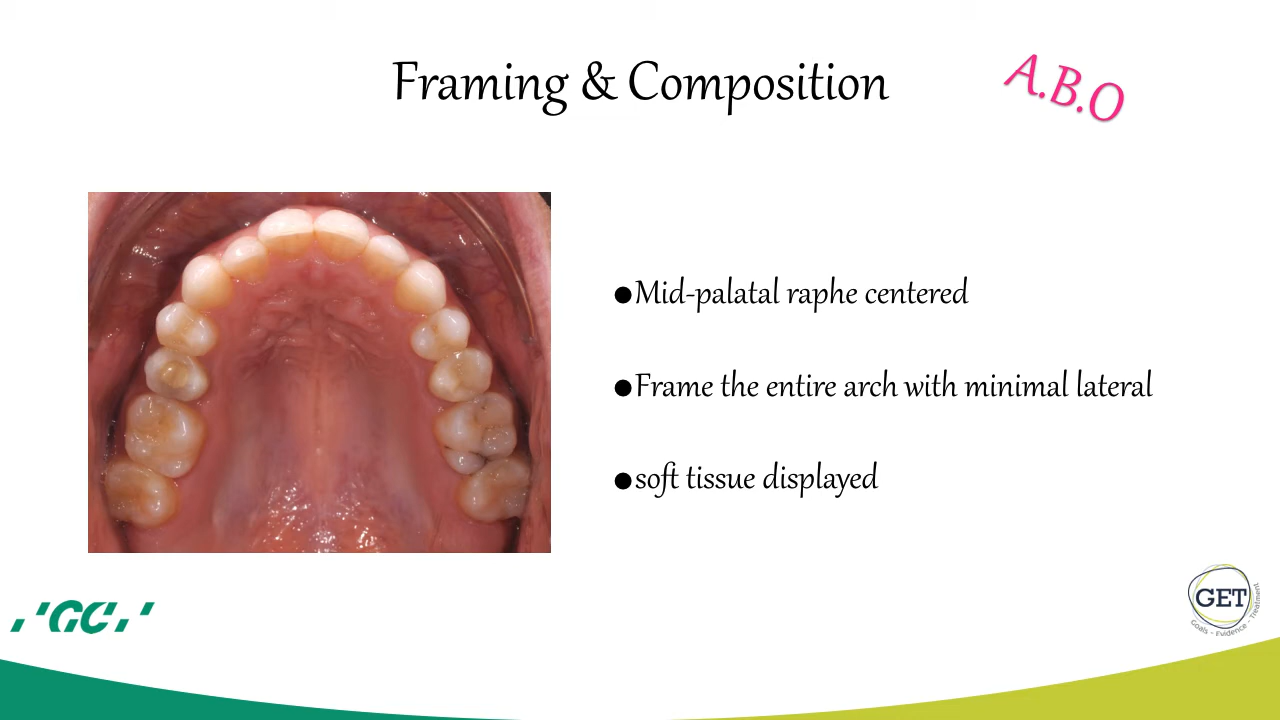 Framing & Composition
A.B.O
●Mid-palatal raphe centered
●Frame the entire arch with minimal lateral
●soft tissue displayed
GC
GET
Goals - Evidence - Treatment